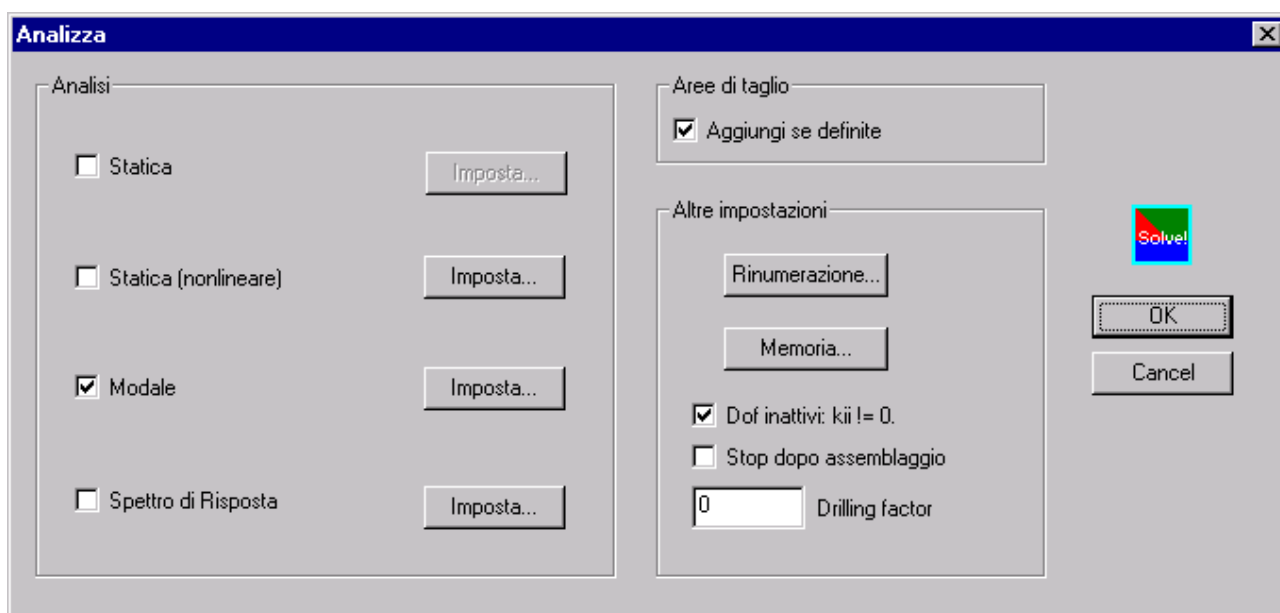 Analizza
Analisi
Statica
Imposta...
Statica (nonlineare)
Imposta...
Modale
Imposta...
Spettro di Risposta
Imposta...
Aree di taglio
Aggiungi se definite
Altre impostazioni
Rinumerazione...
Memoria...
Dof inattivi: kii != 0.
Stop dopo assemblaggio
0 Drilling factor
Solve!
OK
Cancel